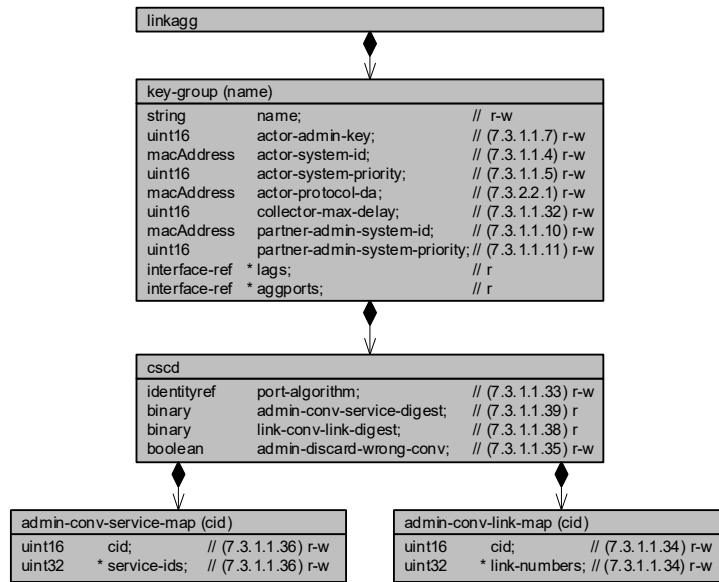 linkagg
key-group (name)
string name; // r-w
uint16 actor-admin-key; // (7.3.1.1.7) r-w
macAddress actor-system-id; // (7.3.1.1.4) r-w
uint16 actor-system-priority; // (7.3.1.1.5) r-w
macAddress actor-protocol-da; // (7.3.2.2.1) r-w
uint16 collector-max-delay; // (7.3.1.1.32) r-w
macAddress partner-admin-system-id; // (7.3.1.1.10) r-w
uint16 partner-admin-system-priority; // (7.3.1.1.11) r-w
interface-ref * lags; // r
interface-ref * aggports; // r
cscd
identityref port-algorithm; // (7.3.1.1.33) r-w
binary admin-conv-service-digest; // (7.3.1.1.39) r
binary link-conv-link-digest; // (7.3.1.1.38) r
boolean admin-discard-wrong-conv; // (7.3.1.1.35) r-w
admin-conv-service-map (cid)
uint16 cid; // (7.3.1.1.36) r-w
uint32 * service-ids; // (7.3.1.1.36) r-w
admin-conv-link-map (cid)
uint16 cid; // (7.3.1.1.34) r-w
uint32 * link-numbers; // (7.3.1.1.34) r-w